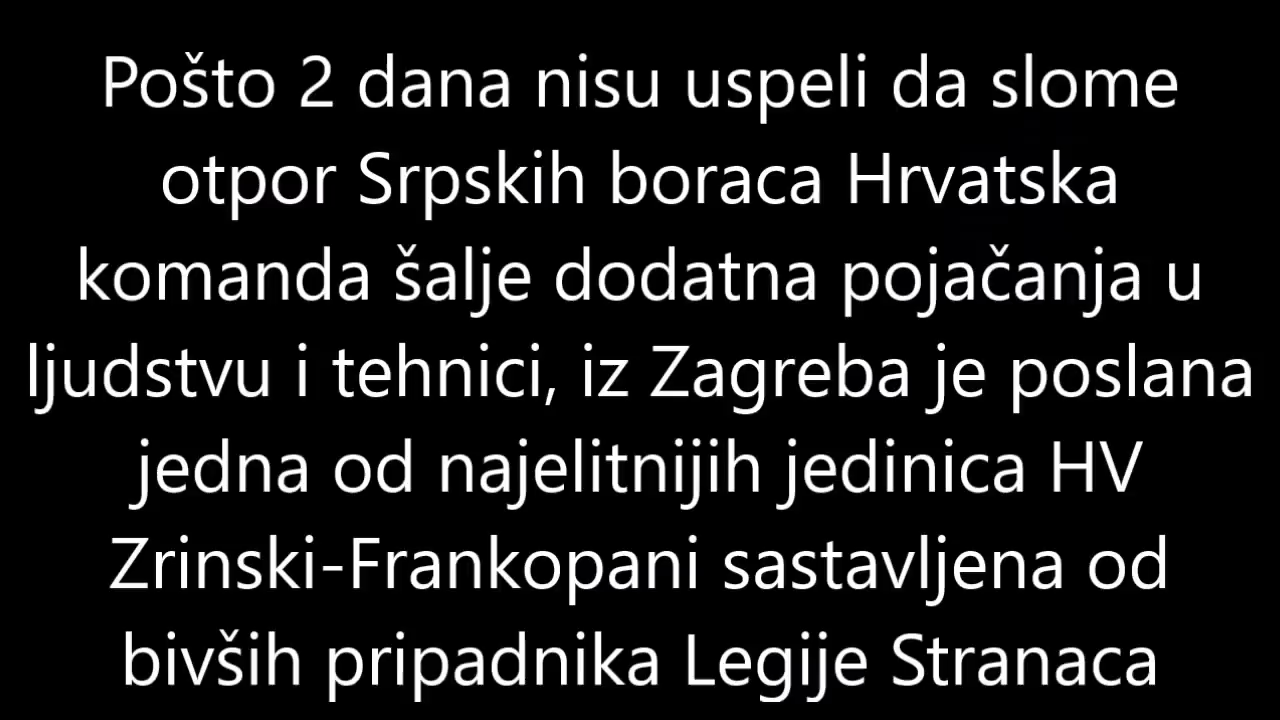 Pošto 2 dana nisu uspeli da slome
otpor Srpskih boraca Hrvatska
komanda šalje dodatna pojačanja u
ljudstvu i tehnici, iz Zagreba je poslana
jedna od najelitnijih jedinica HV
Zrinski-Frankopani sastavljena od
bivših pripadnika Legije Stranaca